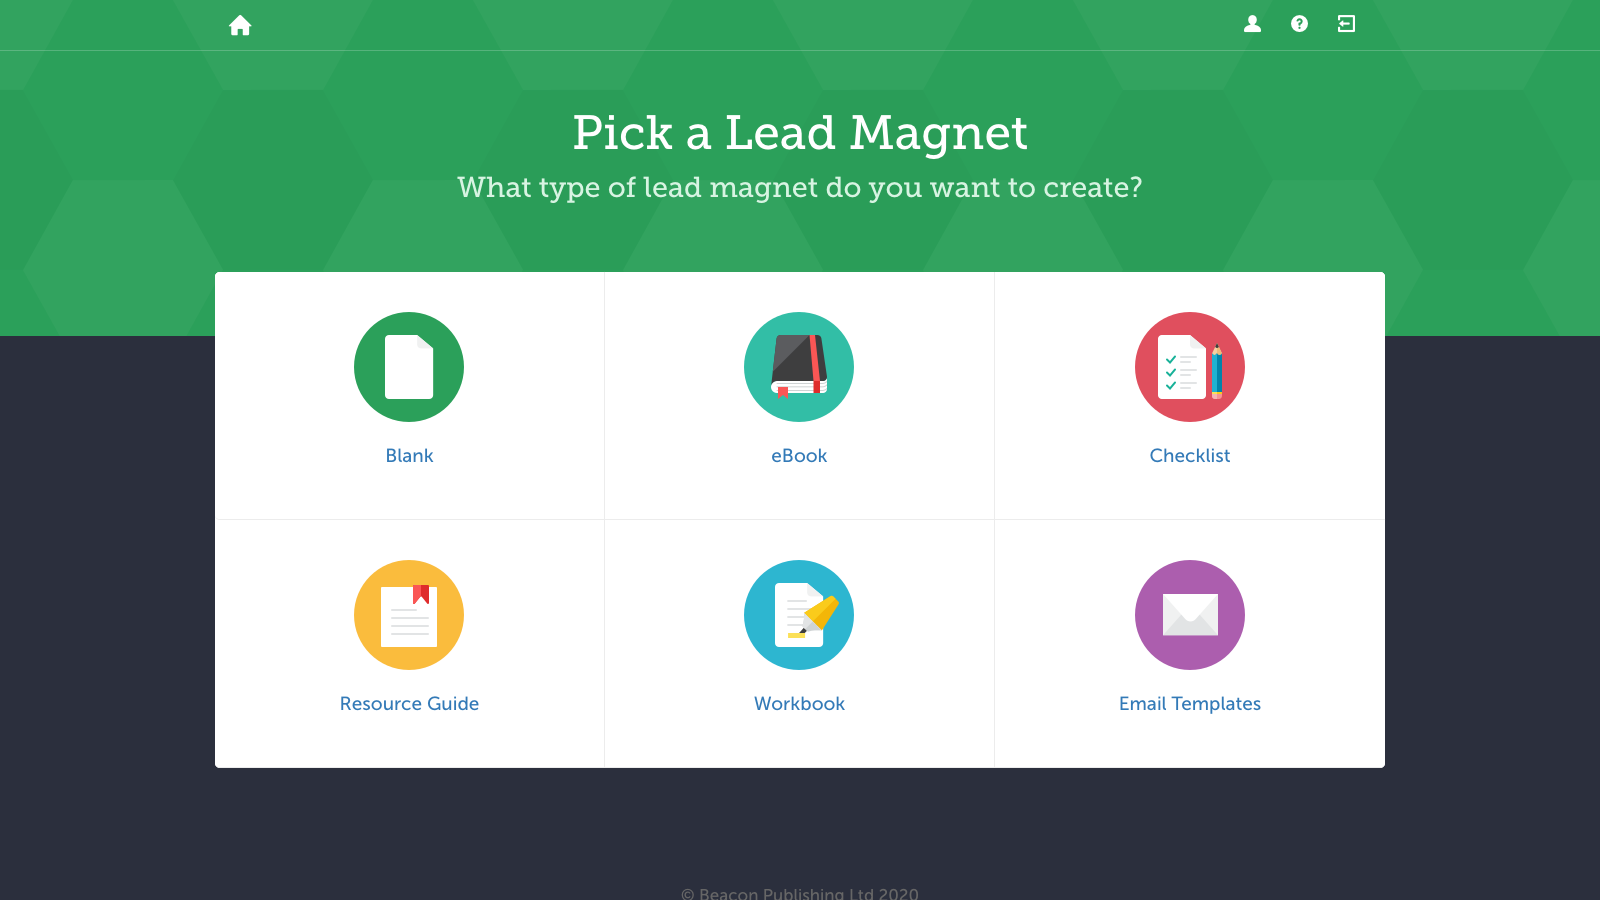 Pick a Lead Magnet
What type of lead magnet do you want to create?
Blank
eBook
Checklist
Resource Guide
Workbook
Email Templates
© Beacon Publishing Ltd 2020